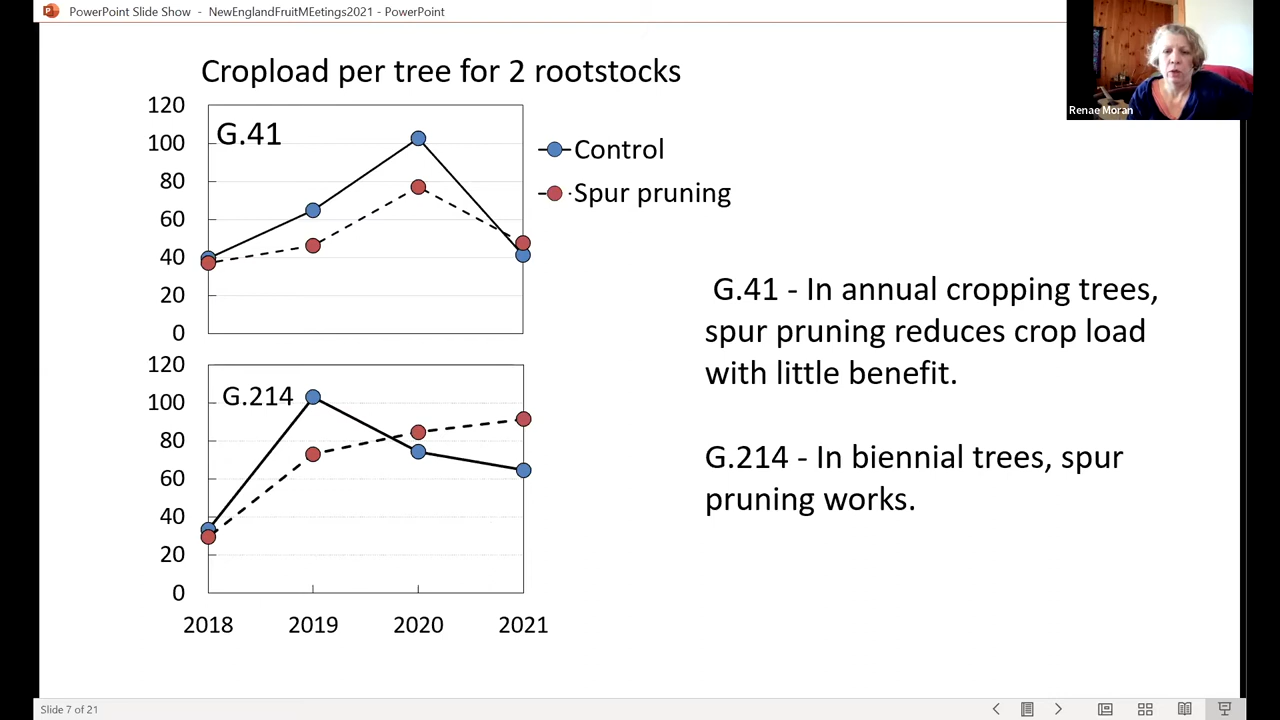 PowerPoint Slide Show - NewEnglandFruitMEetings2021 - PowerPoint
Renae Moran
Cropload per tree for 2 rootstocks
120
100
80
60
40
20
0
G.41
Control
Spur pruning
120
100
80
60
40
20
0
G.214
2018 2019 2020 2021
G.41 - In annual cropping trees,
spur pruning reduces crop load
with little benefit.
G.214 - In biennial trees, spur
pruning works.
Slide 7 of 21